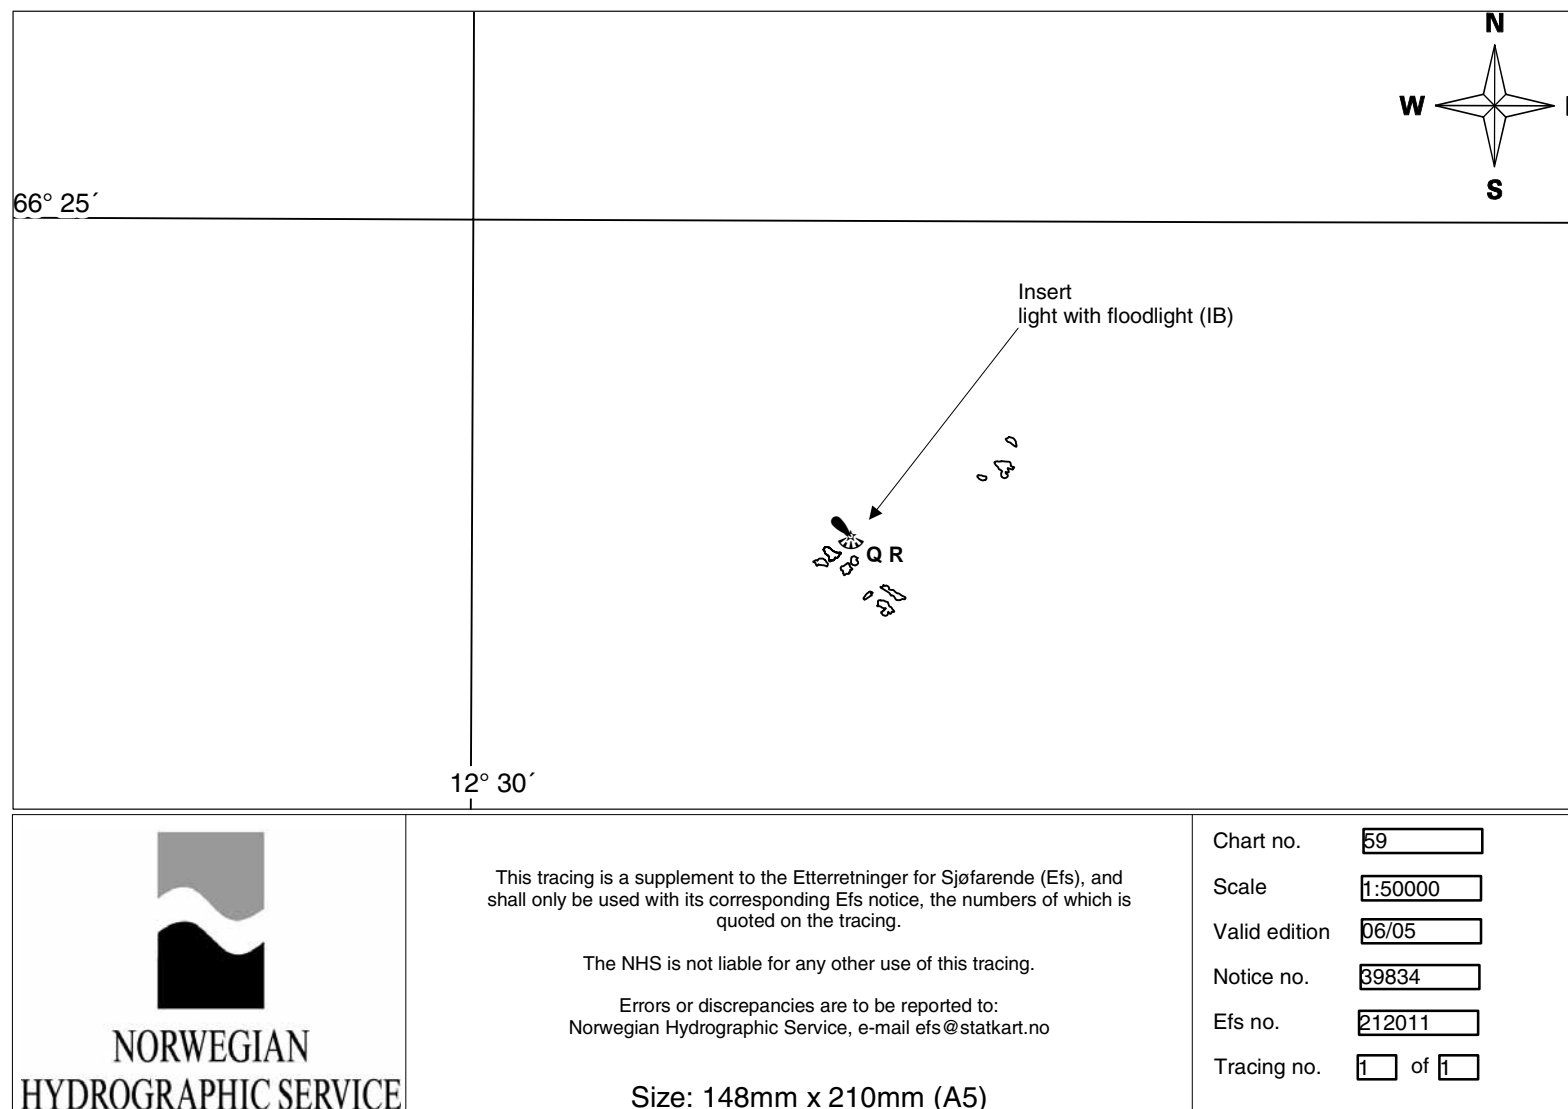 N
W
S
66° 25´
Insert
light with floodlight (IB)
Q R
12° 30´
NORWEGIAN
HYDROGRAPHIC SERVICE
This tracing is a supplement to the Etterretninger for Sjøfarende (Efs), and
shall only be used with its corresponding Efs notice, the numbers of which is
quoted on the tracing.
The NHS is not liable for any other use of this tracing.
Errors or discrepancies are to be reported to:
Norwegian Hydrographic Service, e-mail efs@statkart.no
Size: 148mm x 210mm (A5)
Chart no. 59
Scale 1:50000
Valid edition 06/05
Notice no. 39834
Efs no. 212011
Tracing no. 1 of 1